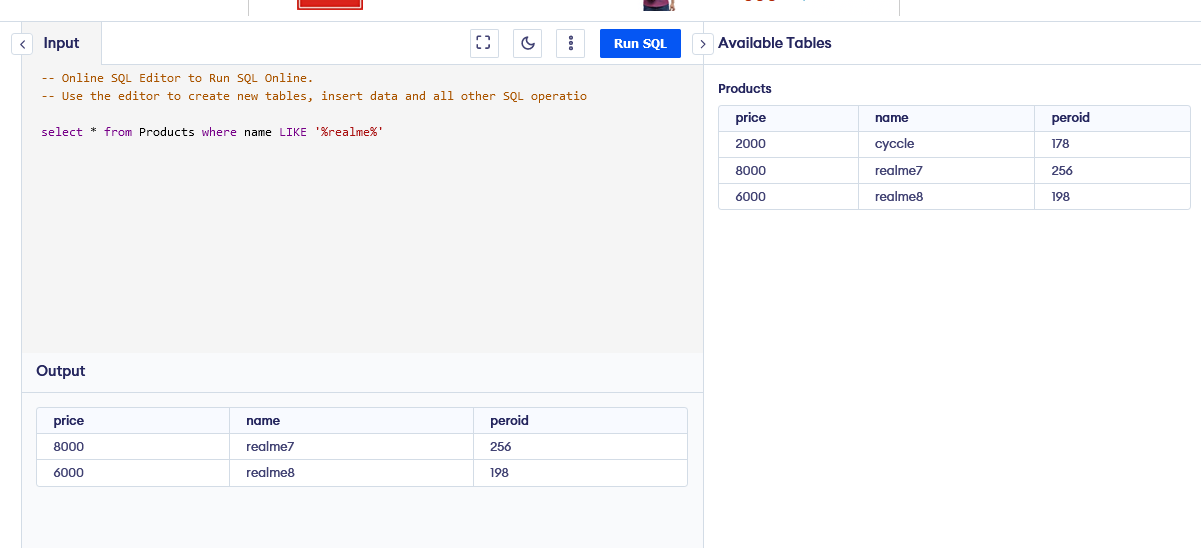 Input
Run SQL
Available Tables
-- Online SQL Editor to Run SQL Online.
-- Use the editor to create new tables, insert data and all other SQL operatio
select * from Products where name LIKE '%realme%'
Products
price name peroid
2000 cyccle 178
8000 realme7 256
6000 realme8 198
Output
price name peroid
8000 realme7 256
6000 realme8 198